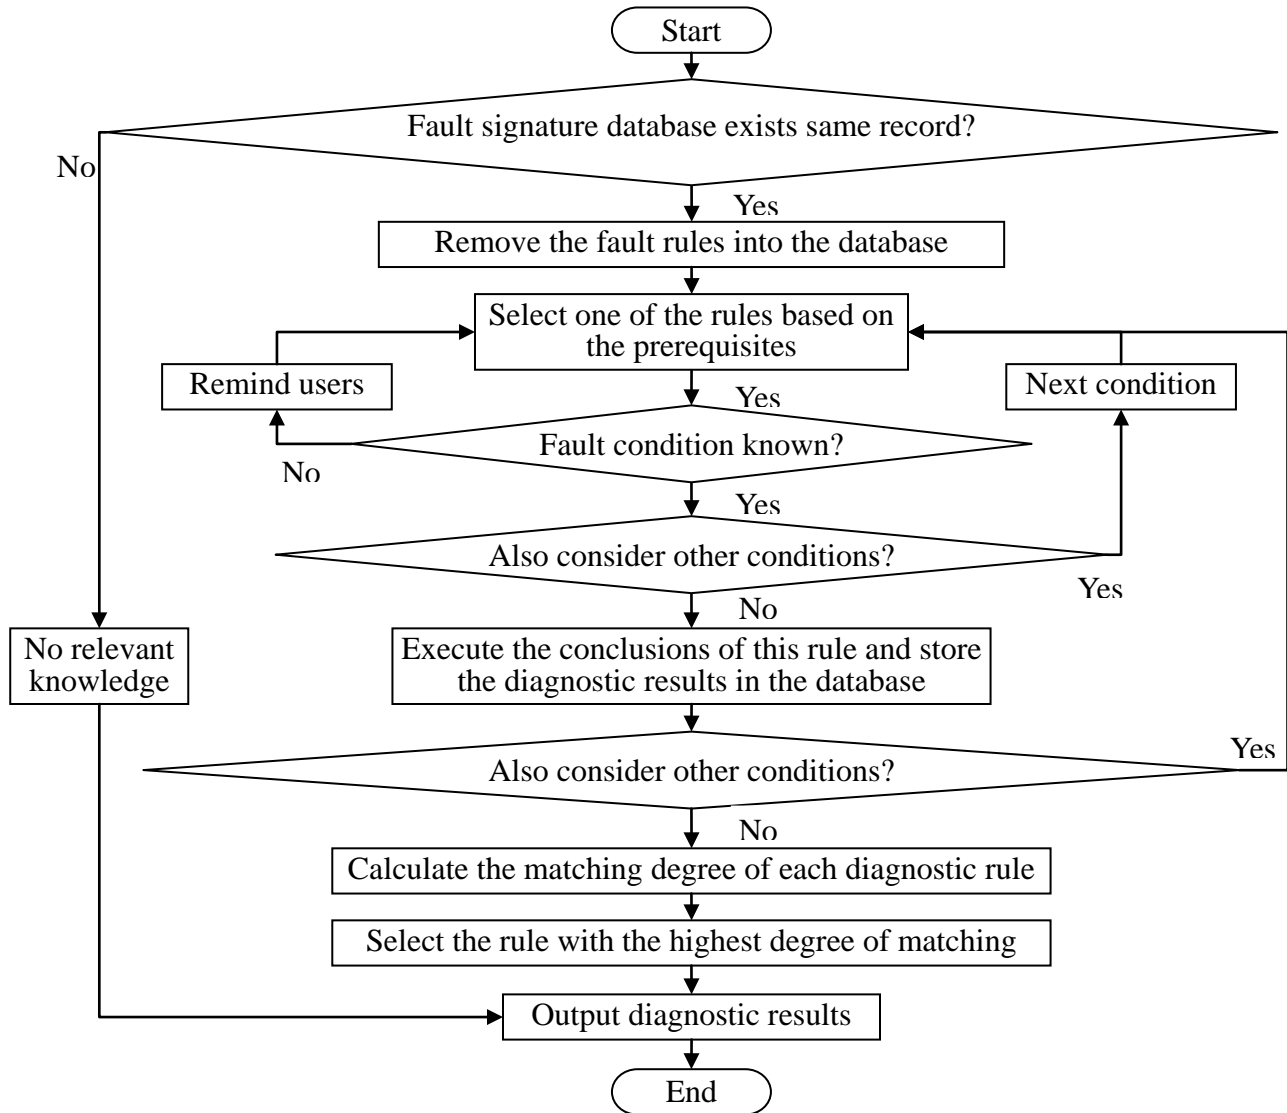 Start
Fault signature database exists same record?
No
Yes
Remove the fault rules into the database
Select one of the rules based on
the prerequisites
Remind users
Next condition
Yes
Fault condition known?
No
Yes
Also consider other conditions?
Yes
No
No relevant
knowledge
Execute the conclusions of this rule and store
the diagnostic results in the database
Yes
Also consider other conditions?
No
Calculate the matching degree of each diagnostic rule
Select the rule with the highest degree of matching
Output diagnostic results
End